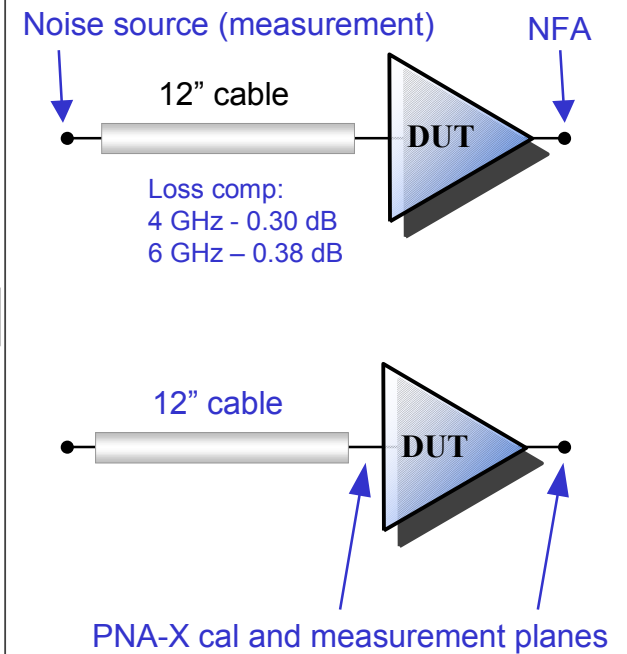 Noise source (measurement)
NFA
12” cable
DUT
Loss comp:
4 GHz - 0.30 dB
6 GHz – 0.38 dB
12” cable
DUT
PNA-X cal and measurement planes